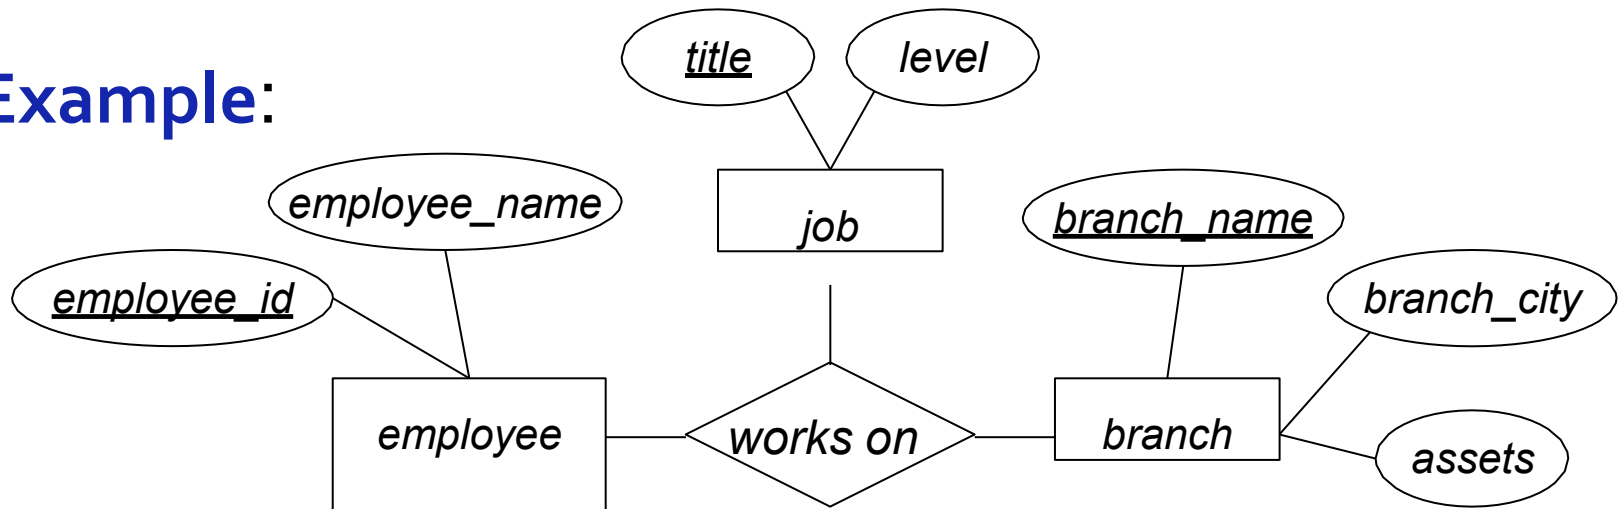 Example:
title
level
employee_name
job
branch_name
employee_id
branch_city
employee
works on
branch
assets